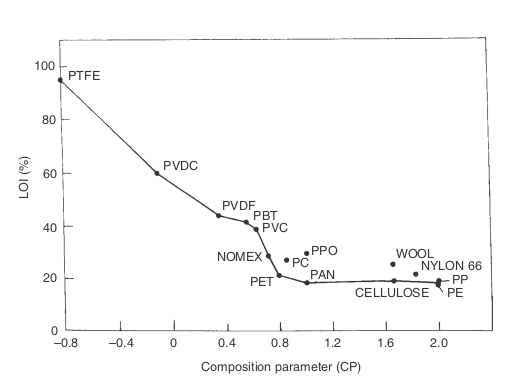 100
PTFE
80
PVDC
60
LOI (%)
PVDF
PBT
PVC
40
PPO
WOOL
NOMEX
PC
NYLON 66
PET
PAN
PP
20
CELLULOSE
PE
0
−0.8 −0.4 0 0.4 0.8 1.2 1.6 2.0
Composition parameter (CP)